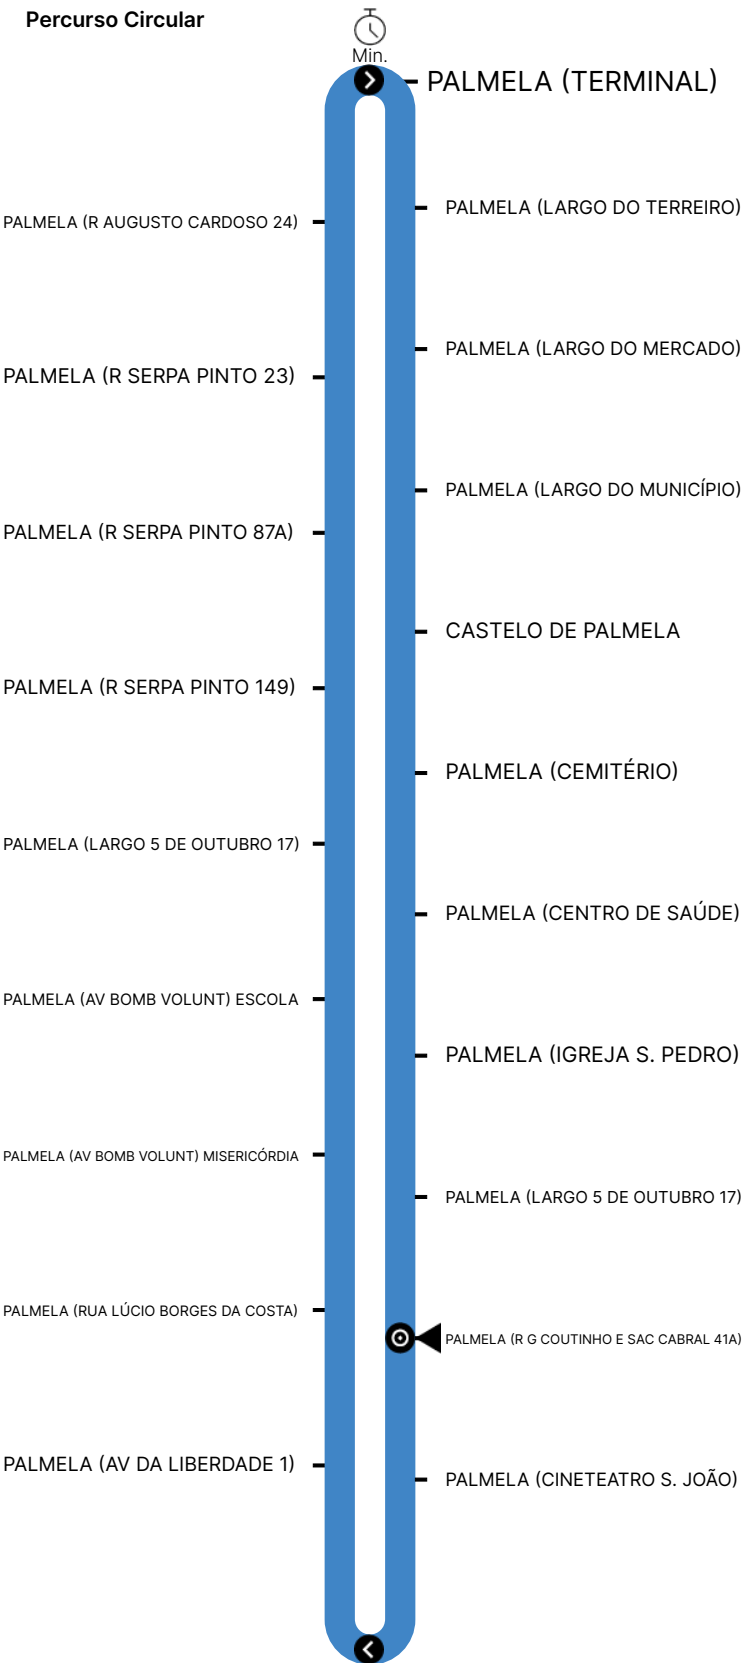 Percurso Circular
Min.
PALMELA (TERMINAL)
PALMELA (LARGO DO TERREIRO)
PALMELA (LARGO DO MERCADO)
PALMELA (LARGO DO MUNICÍPIO)
CASTELO DE PALMELA
PALMELA (CEMITÉRIO)
PALMELA (CENTRO DE SAÚDE)
PALMELA (IGREJA S. PEDRO)
PALMELA (LARGO 5 DE OUTUBRO 17)
PALMELA (R G COUTINHO E SAC CABRAL 41A)
PALMELA (CINETEATRO S. JOÃO)
PALMELA (AV DA LIBERDADE 1)
PALMELA (RUA LÚCIO BORGES DA COSTA)
PALMELA (AV BOMB VOLUNT) MISERICÓRDIA
PALMELA (AV BOMB VOLUNT) ESCOLA
PALMELA (LARGO 5 DE OUTUBRO 17)
PALMELA (R SERPA PINTO 149)
PALMELA (R SERPA PINTO 87A)
PALMELA (R SERPA PINTO 23)
PALMELA (R AUGUSTO CARDOSO 24)